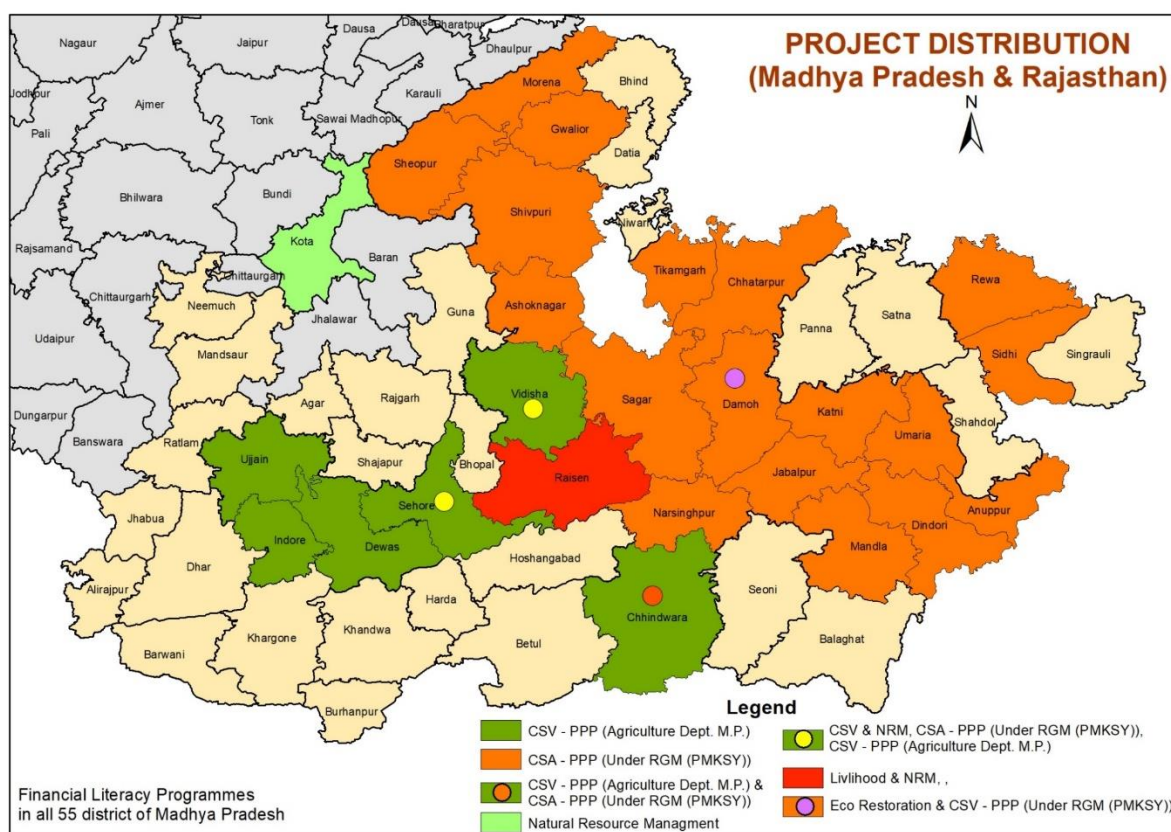 PROJECT DISTRIBUTION
(Madhya Pradesh & Rajasthan)
N
Nagaur
Jaipur
Dausa
Dausa
Bharatpur
Dhaulpur
Jodhpur
Ajmer
Karauli
Morena
Bhind
Pali
Tonk
Sawai Madhopur
Gwalior
Datia
Sheopur
Bhilwara
Bundi
Shivpuri
Niwari
Rajsamand
Kota
Baran
Tikamgarh
Chhatarpur
Chittaurgarh
Chittaurgarh
Rewa
Neemuch
Ashoknagar
Guna
Satna
Panna
Udaipur
Jhalawar
Mandsaur
Sidhi
Singrauli
Vidisha
Sagar
Damoh
Dungarpur
Agar
Rajgarh
Katni
Shahdol
Banswara
Ratlam
Umaria
Ujjain
Shajapur
Bhopal
Raisen
Jabalpur
Sehore
Narsinghpur
Anuppur
Jhabua
Indore
Dewas
Dindori
Mandla
Hoshangabad
Dhar
Alirajpur
Harda
Chhindwara
Seoni
Khandwa
Betul
Khargone
Balaghat
Barwani
Burhanpur
Legend
CSV - PPP (Agriculture Dept. M.P.)
CSA - PPP (Under RGM (PMKSY))
CSV - PPP (Agriculture Dept. M.P.) &
CSA - PPP (Under RGM (PMKSY))
Natural Resource Managment
CSV & NRM, CSA - PPP (Under RGM (PMKSY)),
CSV - PPP (Agriculture Dept. M.P.)
Livlihood & NRM, ,
Eco Restoration & CSV - PPP (Under RGM (PMKSY))
Financial Literacy Programmes
in all 55 district of Madhya Pradesh